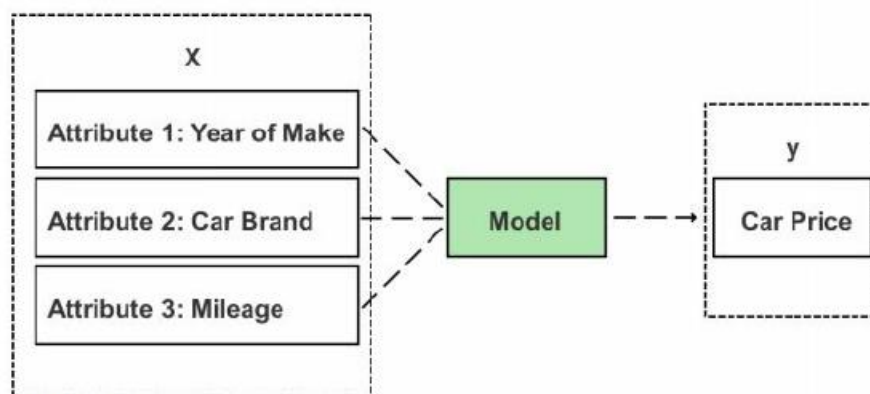 X
Attribute 1: Year of Make
Attribute 2: Car Brand
Attribute 3: Mileage
Model
y
Car Price